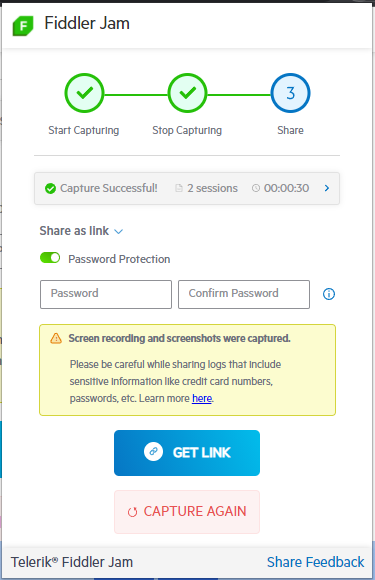 Fiddler Jam
3
Start Capturing
Stop Capturing
Share
Capture Successful! 2 sessions 00:00:30
Share as link
Password Protection
Password
Confirm Password
Screen recording and screenshots were captured.
Please be careful while sharing logs that include
sensitive information like credit card numbers,
passwords, etc. Learn more here.
GET LINK
CAPTURE AGAIN
Telerik® Fiddler Jam
Share Feedback